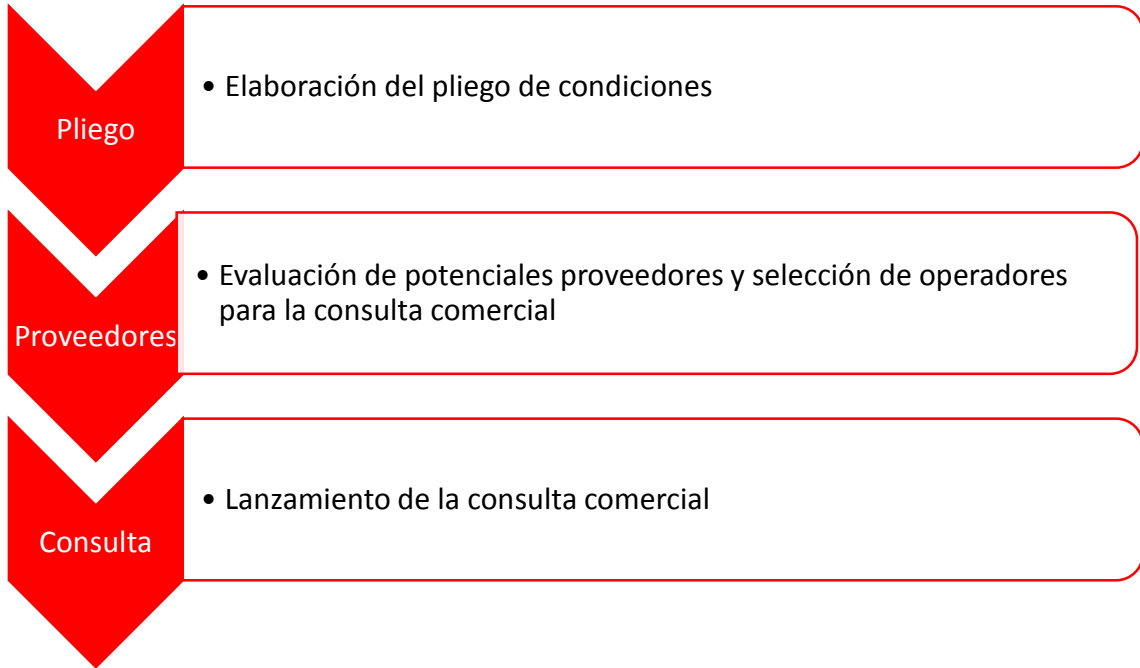 Pliego
• Elaboración del pliego de condiciones
Proveedores
• Evaluación de potenciales proveedores y selección de operadores
para la consulta comercial
Consulta
• Lanzamiento de la consulta comercial